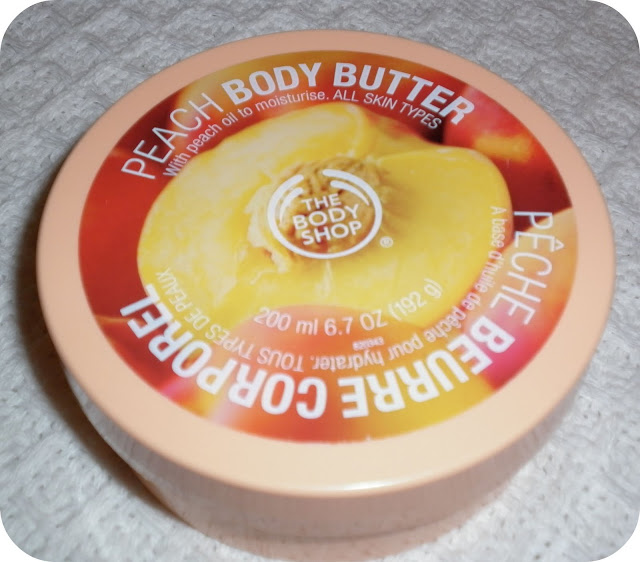 PEACH BODY BUTTER
With peach oil to moisturise. ALL SKIN TYPES
THE
BODY
SHOP
®
200 ml 6.7 OZ (192 g)
PÊCHE BEURRE CORPOREL
A base d'huile de pêche pour hydrater. TOUS TYPES DE PEAUX